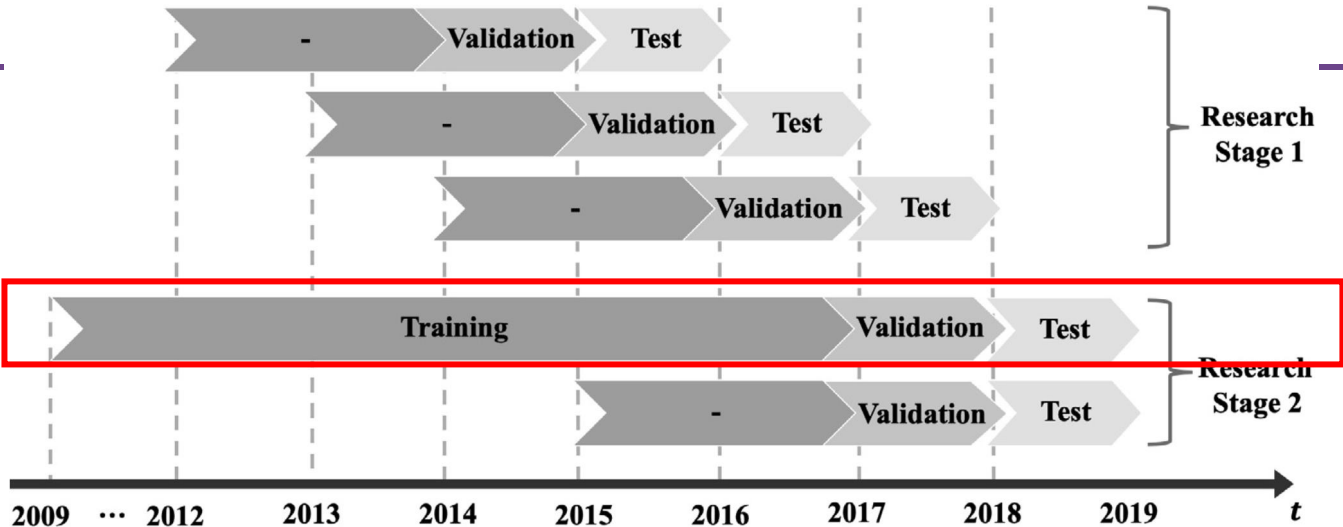 - Validation Test
- Validation Test
Research
Stage 1
- Validation Test
Training Validation Test
Research
Stage 2
- Validation Test
2009 ... 2012 2013 2014 2015 2016 2017 2018 2019 t